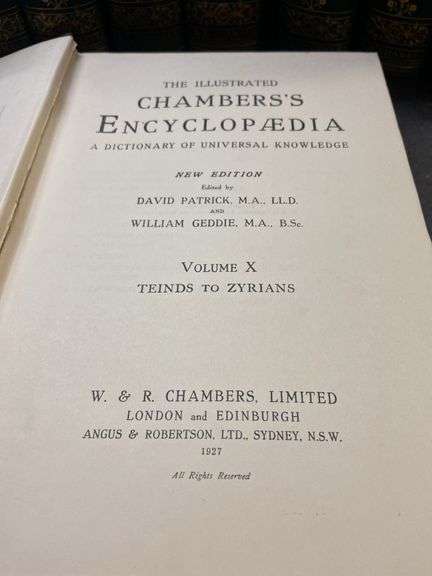 THE ILLUSTRATED
CHAMBERS'S
ENCYCLOPÆDIA
A DICTIONARY OF UNIVERSAL KNOWLEDGE
NEW EDITION
Edited by
DAVID PATRICK, M.A., LL.D.
AND
WILLIAM GEDDIE, M.A., B.Sc.
VOLUME X
TEINDS TO ZYRIANS
W. & R. CHAMBERS, LIMITED
LONDON and EDINBURGH
ANGUS & ROBERTSON, LTD., SYDNEY, N.S.W.
1927
All Rights Reserved